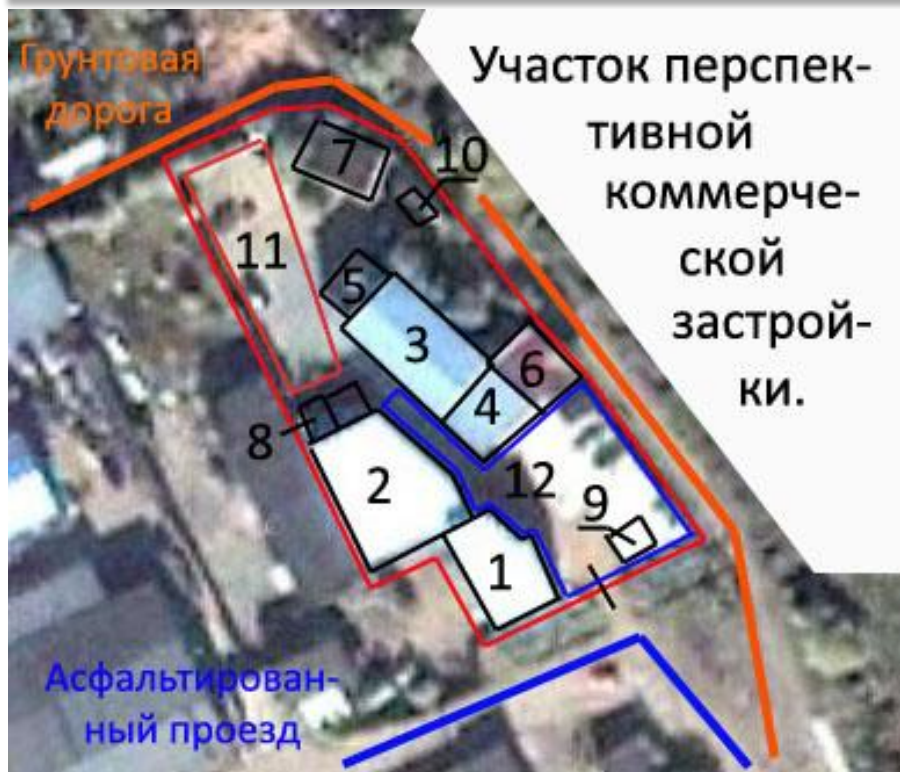 Грунтовая
дорога
Участок перспек-
тивной
коммерче-
ской
застрой-
ки.
7
10
11
5
3
6
4
8
2
12
9
1
Асфальтирован-
ный проезд